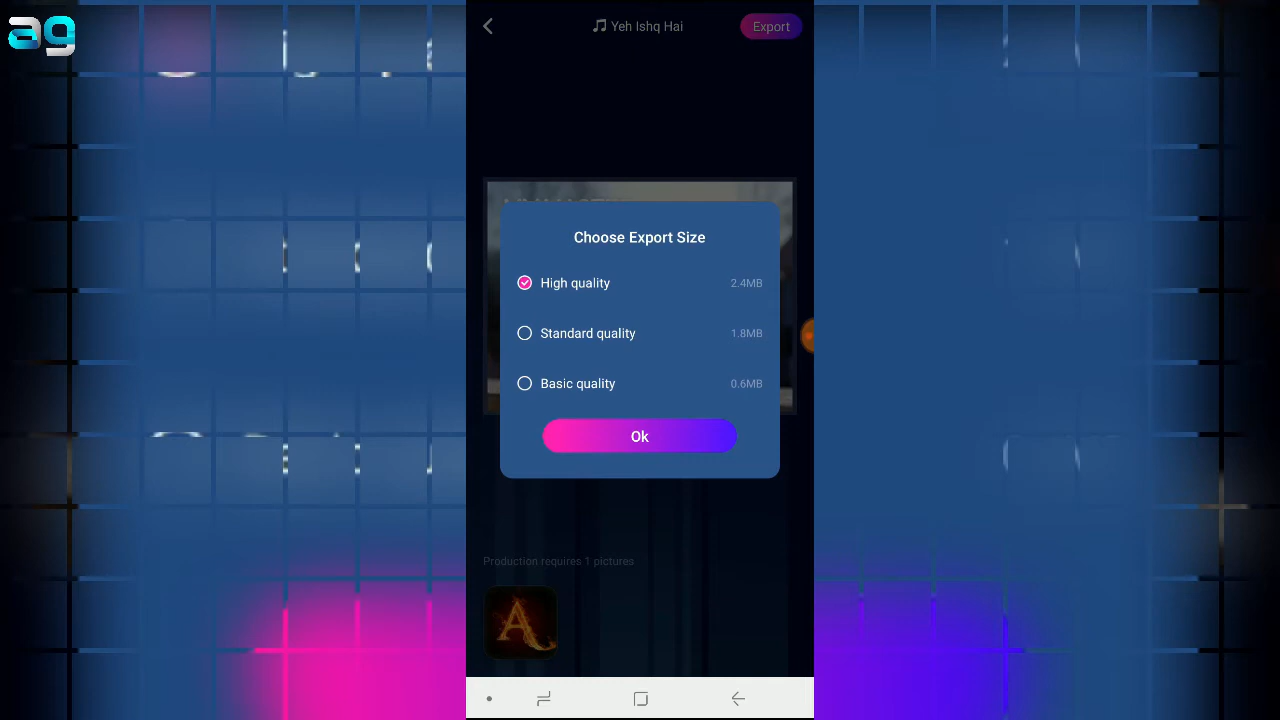 ag
Yeh Ishq Hai
Export
Choose Export Size
High quality 2.4MB
Standard quality 1.8MB
Basic quality 0.6MB
Ok
Production requires 1 pictures
A